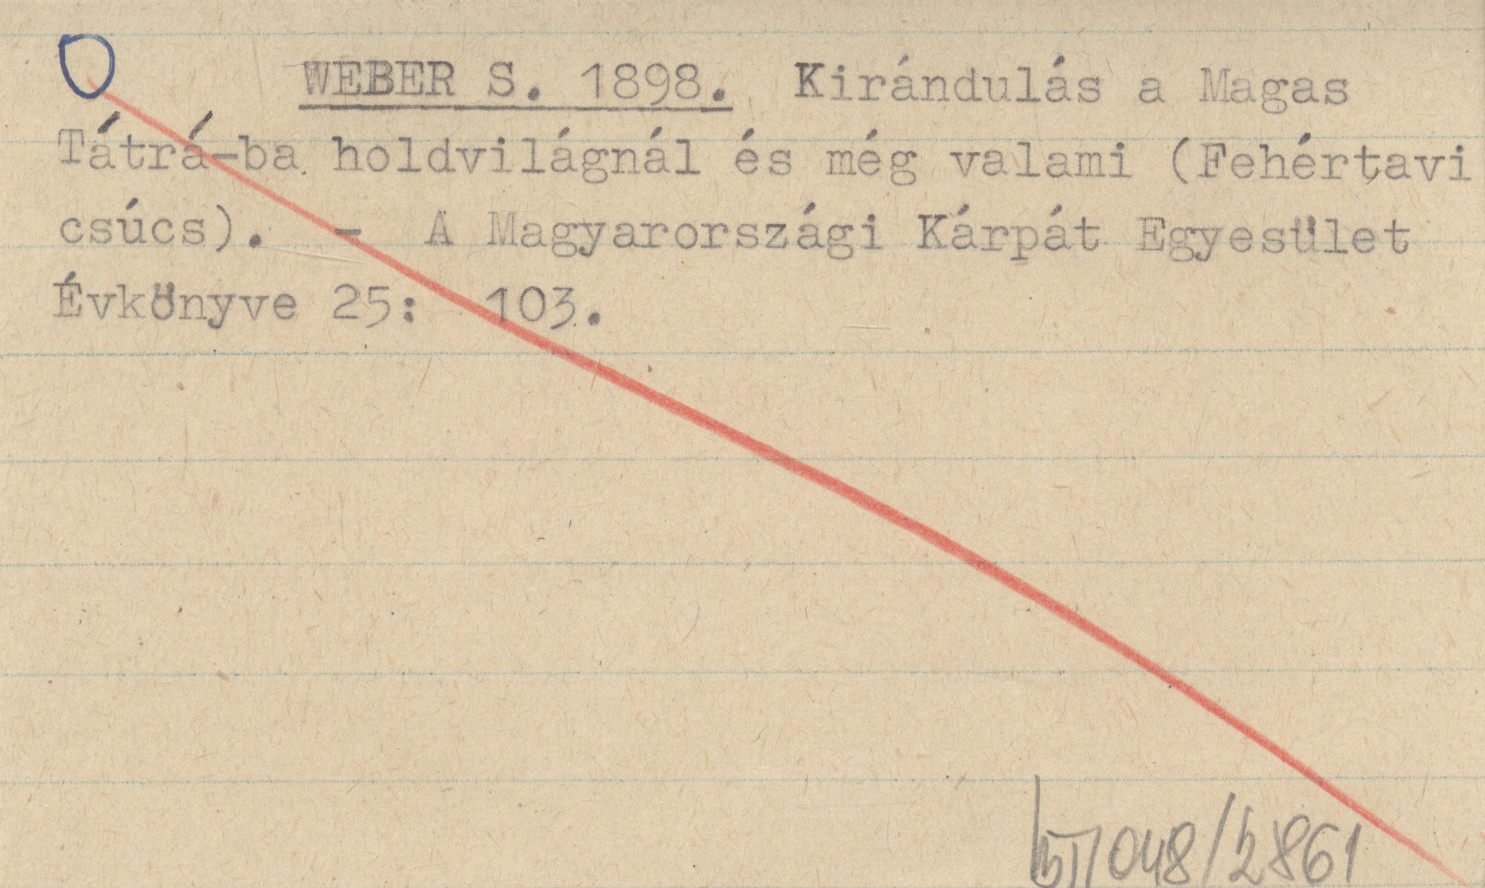 WEBER S. 1898. Kirándulás a Magas
Tátrá-ba holdvilágnál és még valami (Fehértavi
csúcs). - A Magyarországi Kárpát Egyesület
Évkönyve 25: 103.
048/2861